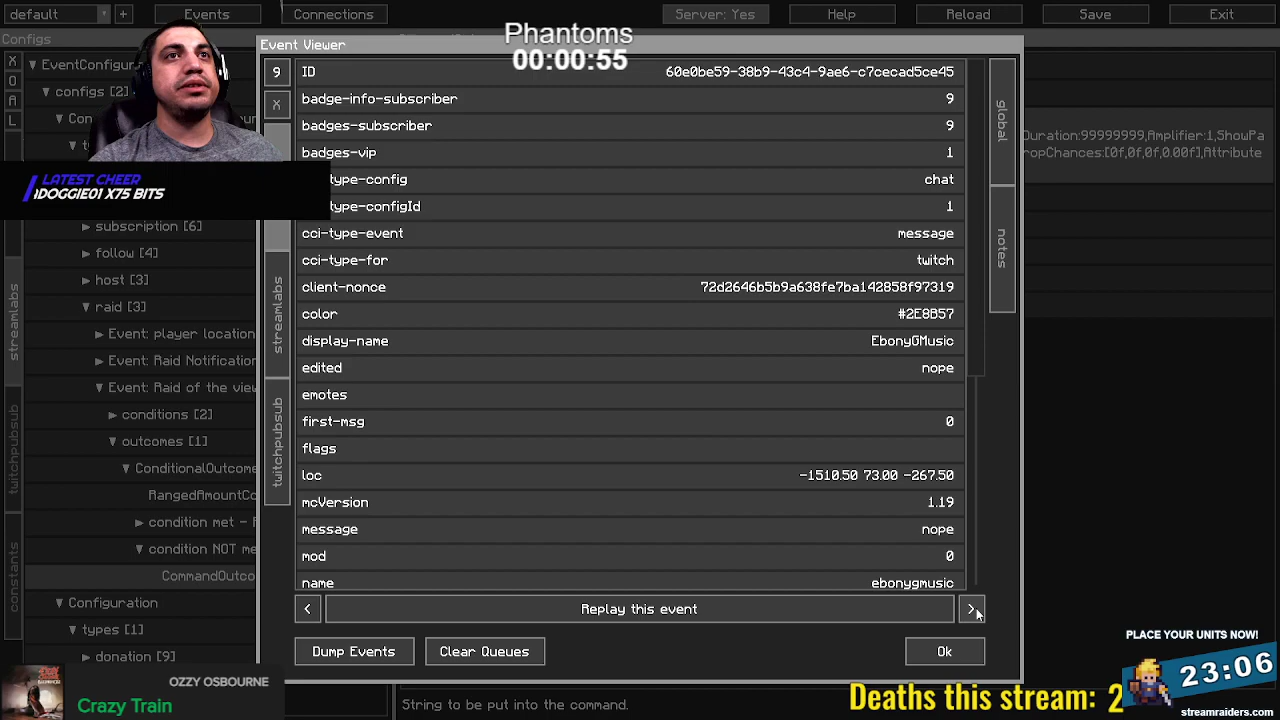 default
+
Events
Connections
Server: Yes
Help
Reload
Save
Exit
Configs
Event Viewer
Phantoms
00:00:55
X
O
A
L
▼ EventConfigur
▼ configs [2]
▼ Con
9
X
ID 60e0be59-38b9-43c4-9ae6-c7cecad5ce45
badge-info-subscriber 9
badges-subscriber 9
badges-vip 1
type-config chat
type-configId 1
cci-type-event message
cci-type-for twitch
client-nonce 72d2646b5b9a638fe7ba142858f97319
color #2E8B57
display-name EbonyGMusic
edited nope
emotes
first-msg 0
flags
loc -1510.50 73.00 -267.50
mcVersion 1.19
message nope
mod 0
name ebonygmusic
global
notes
streamlabs
twitchpubsub
Duration:99999999,Amplifier:1,ShowPa
ropChances:[0f,0f,0f,0.00f],Attribute
LATEST CHEER
DOGGIE01 X75 BITS
▶ subscription [6]
▶ follow [4]
▶ host [3]
▼ raid [3]
▶ Event: player location
▶ Event: Raid Notification
▼ Event: Raid of the view
▶ conditions [2]
▼ outcomes [1]
▼ ConditionalOutcome
RangedAmountCo
▶ condition met - R
▼ condition NOT me
CommandOutco
▼ Configuration
▼ types [1]
▶ donation [9]
streamlabs
twitchpubsub
constants
<
Replay this event
>
Dump Events
Clear Queues
Ok
String to be put into the command.
OZZY OSBOURNE
Crazy Train
Deaths this stream: 2
PLACE YOUR UNITS NOW!
23:06
streamraiders.com